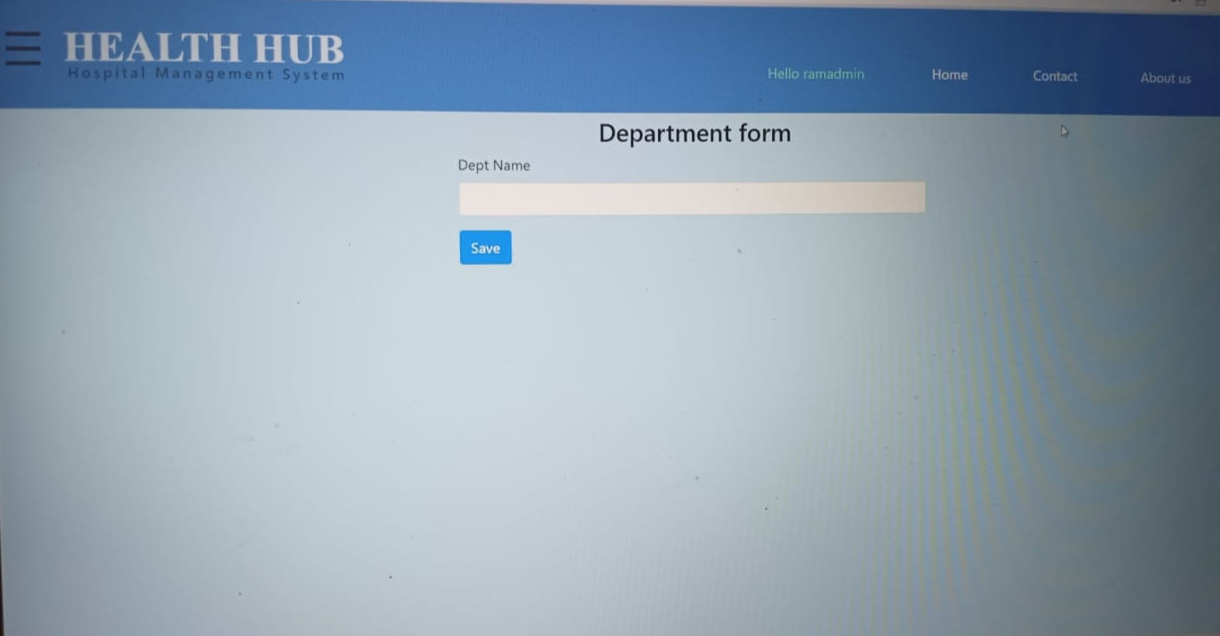 HEALTH HUB
Hospital Management System
Hello ramadmin
Home
Contact
About us
Department form
Dept Name
Save